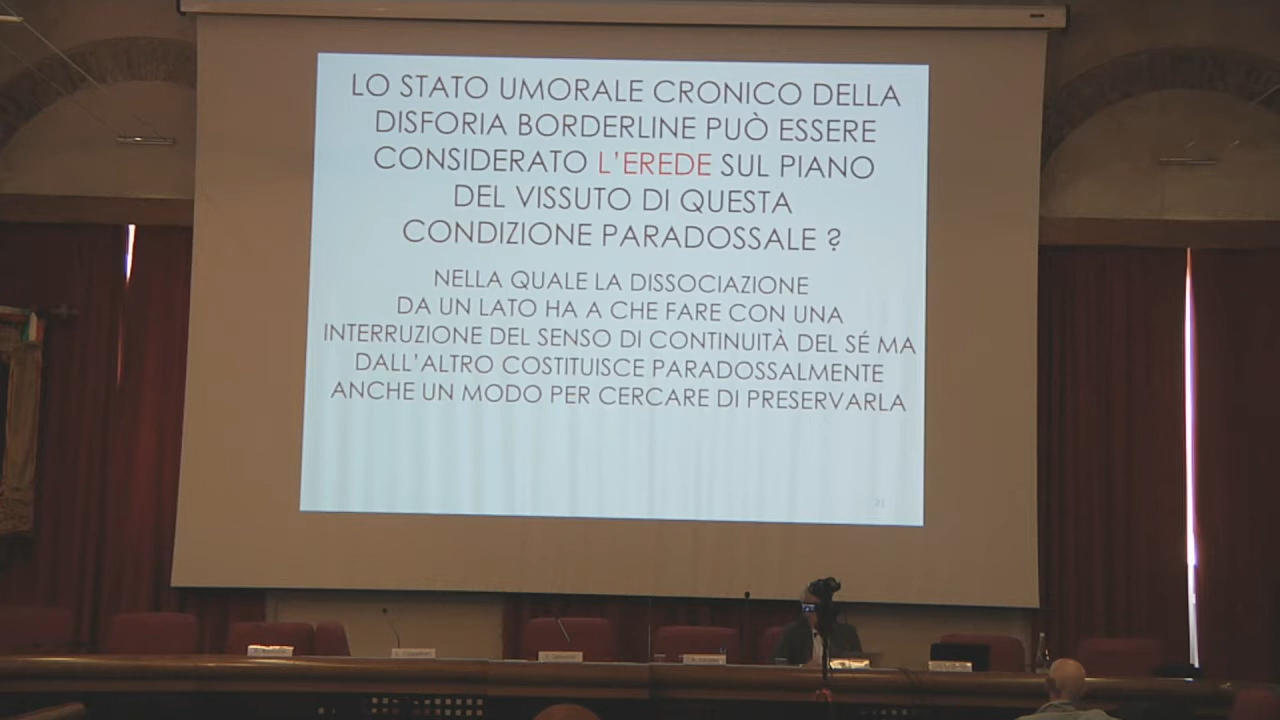 LO STATO UMORALE CRONICO DELLA
DISFORIA BORDERLINE PUÒ ESSERE
CONSIDERATO L'EREDE SUL PIANO
DEL VISSUTO DI QUESTA
CONDIZIONE PARADOSSALE ?
NELLA QUALE LA DISSOCIAZIONE
DA UN LATO HA A CHE FARE CON UNA
INTERRUZIONE DEL SENSO DI CONTINUITÀ DEL SÉ MA
DALL'ALTRO COSTITUISCE PARADOSSALMENTE
ANCHE UN MODO PER CERCARE DI PRESERVARLA
21